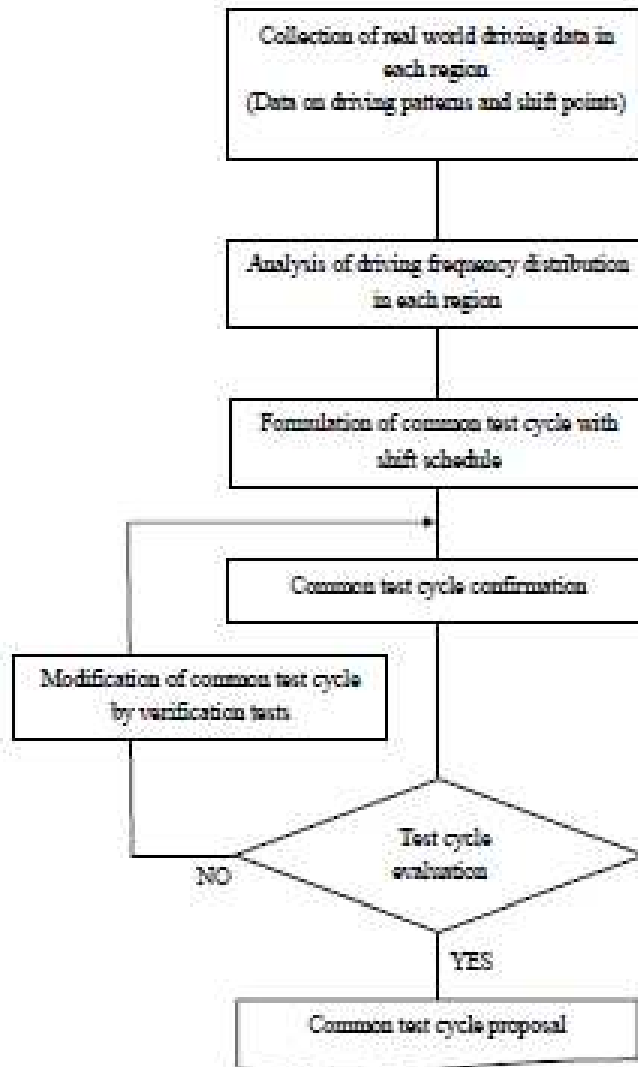 Collection of real world driving data in
each region
(Data on driving patterns and shift points)
Analysis of driving frequency distribution
in each region
Formulation of common test cycle with
shift schedule
Common test cycle confirmation
Modification of common test cycle
by verification tests
Test cycle
evaluation
NO
YES
Common test cycle proposal